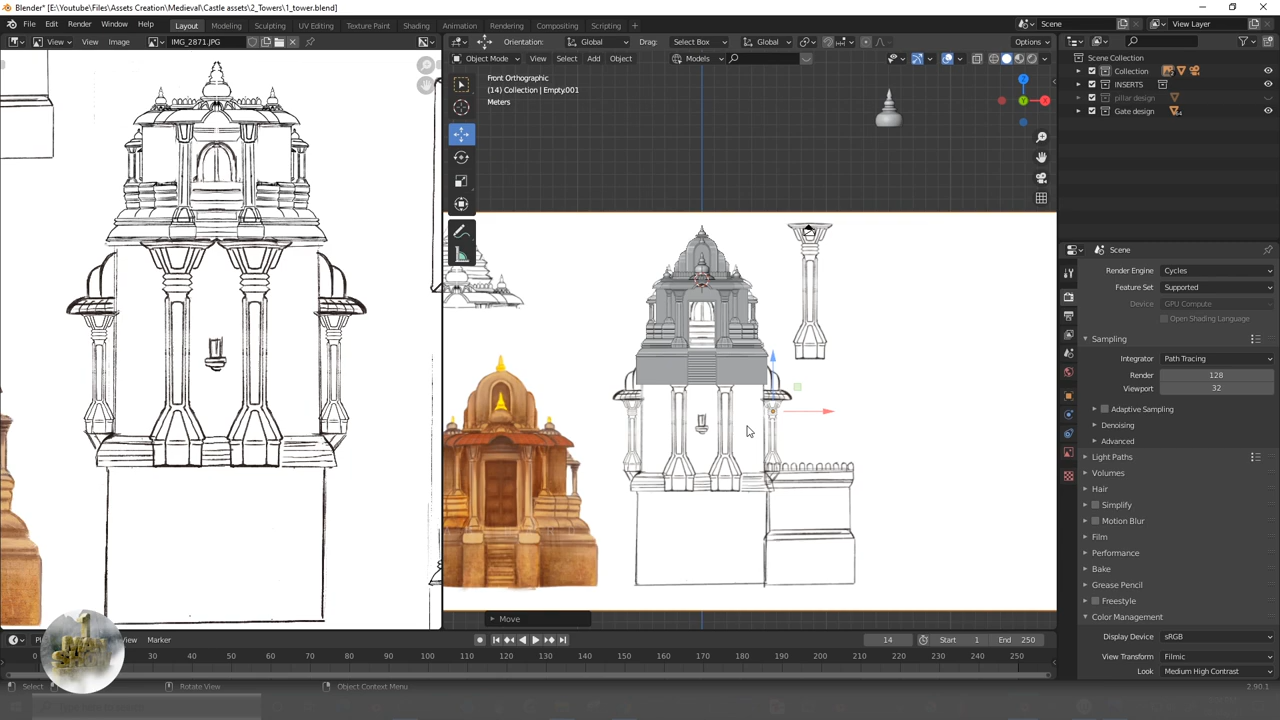 Blender* [E:\Youtube\Files\Assets Creation\Medieval\Castle assets\2_Towers\1_tower.blend]
File Edit Render Window Help Layout Modeling Sculpting UV Editing Texture Paint Shading Animation Rendering Compositing Scripting + Scene View Layer
View View Image IMG_2871.JPG Orientation: Global Drag: Select Box Global Options
Object Mode View Select Add Object Models
Front Orthographic
(14) Collection | Empty.001
Meters
Z
Y
X
Scene Collection
Collection
INSERTS
pillar design
Gate design
Scene
Render Engine Cycles
Feature Set Supported
Device GPU Compute
Open Shading Language
Sampling
Integrator Path Tracing
Render 128
Viewport 32
Adaptive Sampling
Denoising
Advanced
Light Paths
Volumes
Hair
Simplify
Motion Blur
Film
Performance
Bake
Grease Pencil
Freestyle
Color Management
Display Device sRGB
View Transform Filmic
Look Medium High Contrast
Move
View Marker 14 Start 1 End 250
0 30 40 50 60 70 80 90 100 110 120 130 140 150 160 170 180 190 200 210 220 230 240 250
Select Rotate View Object Context Menu 2.90.1